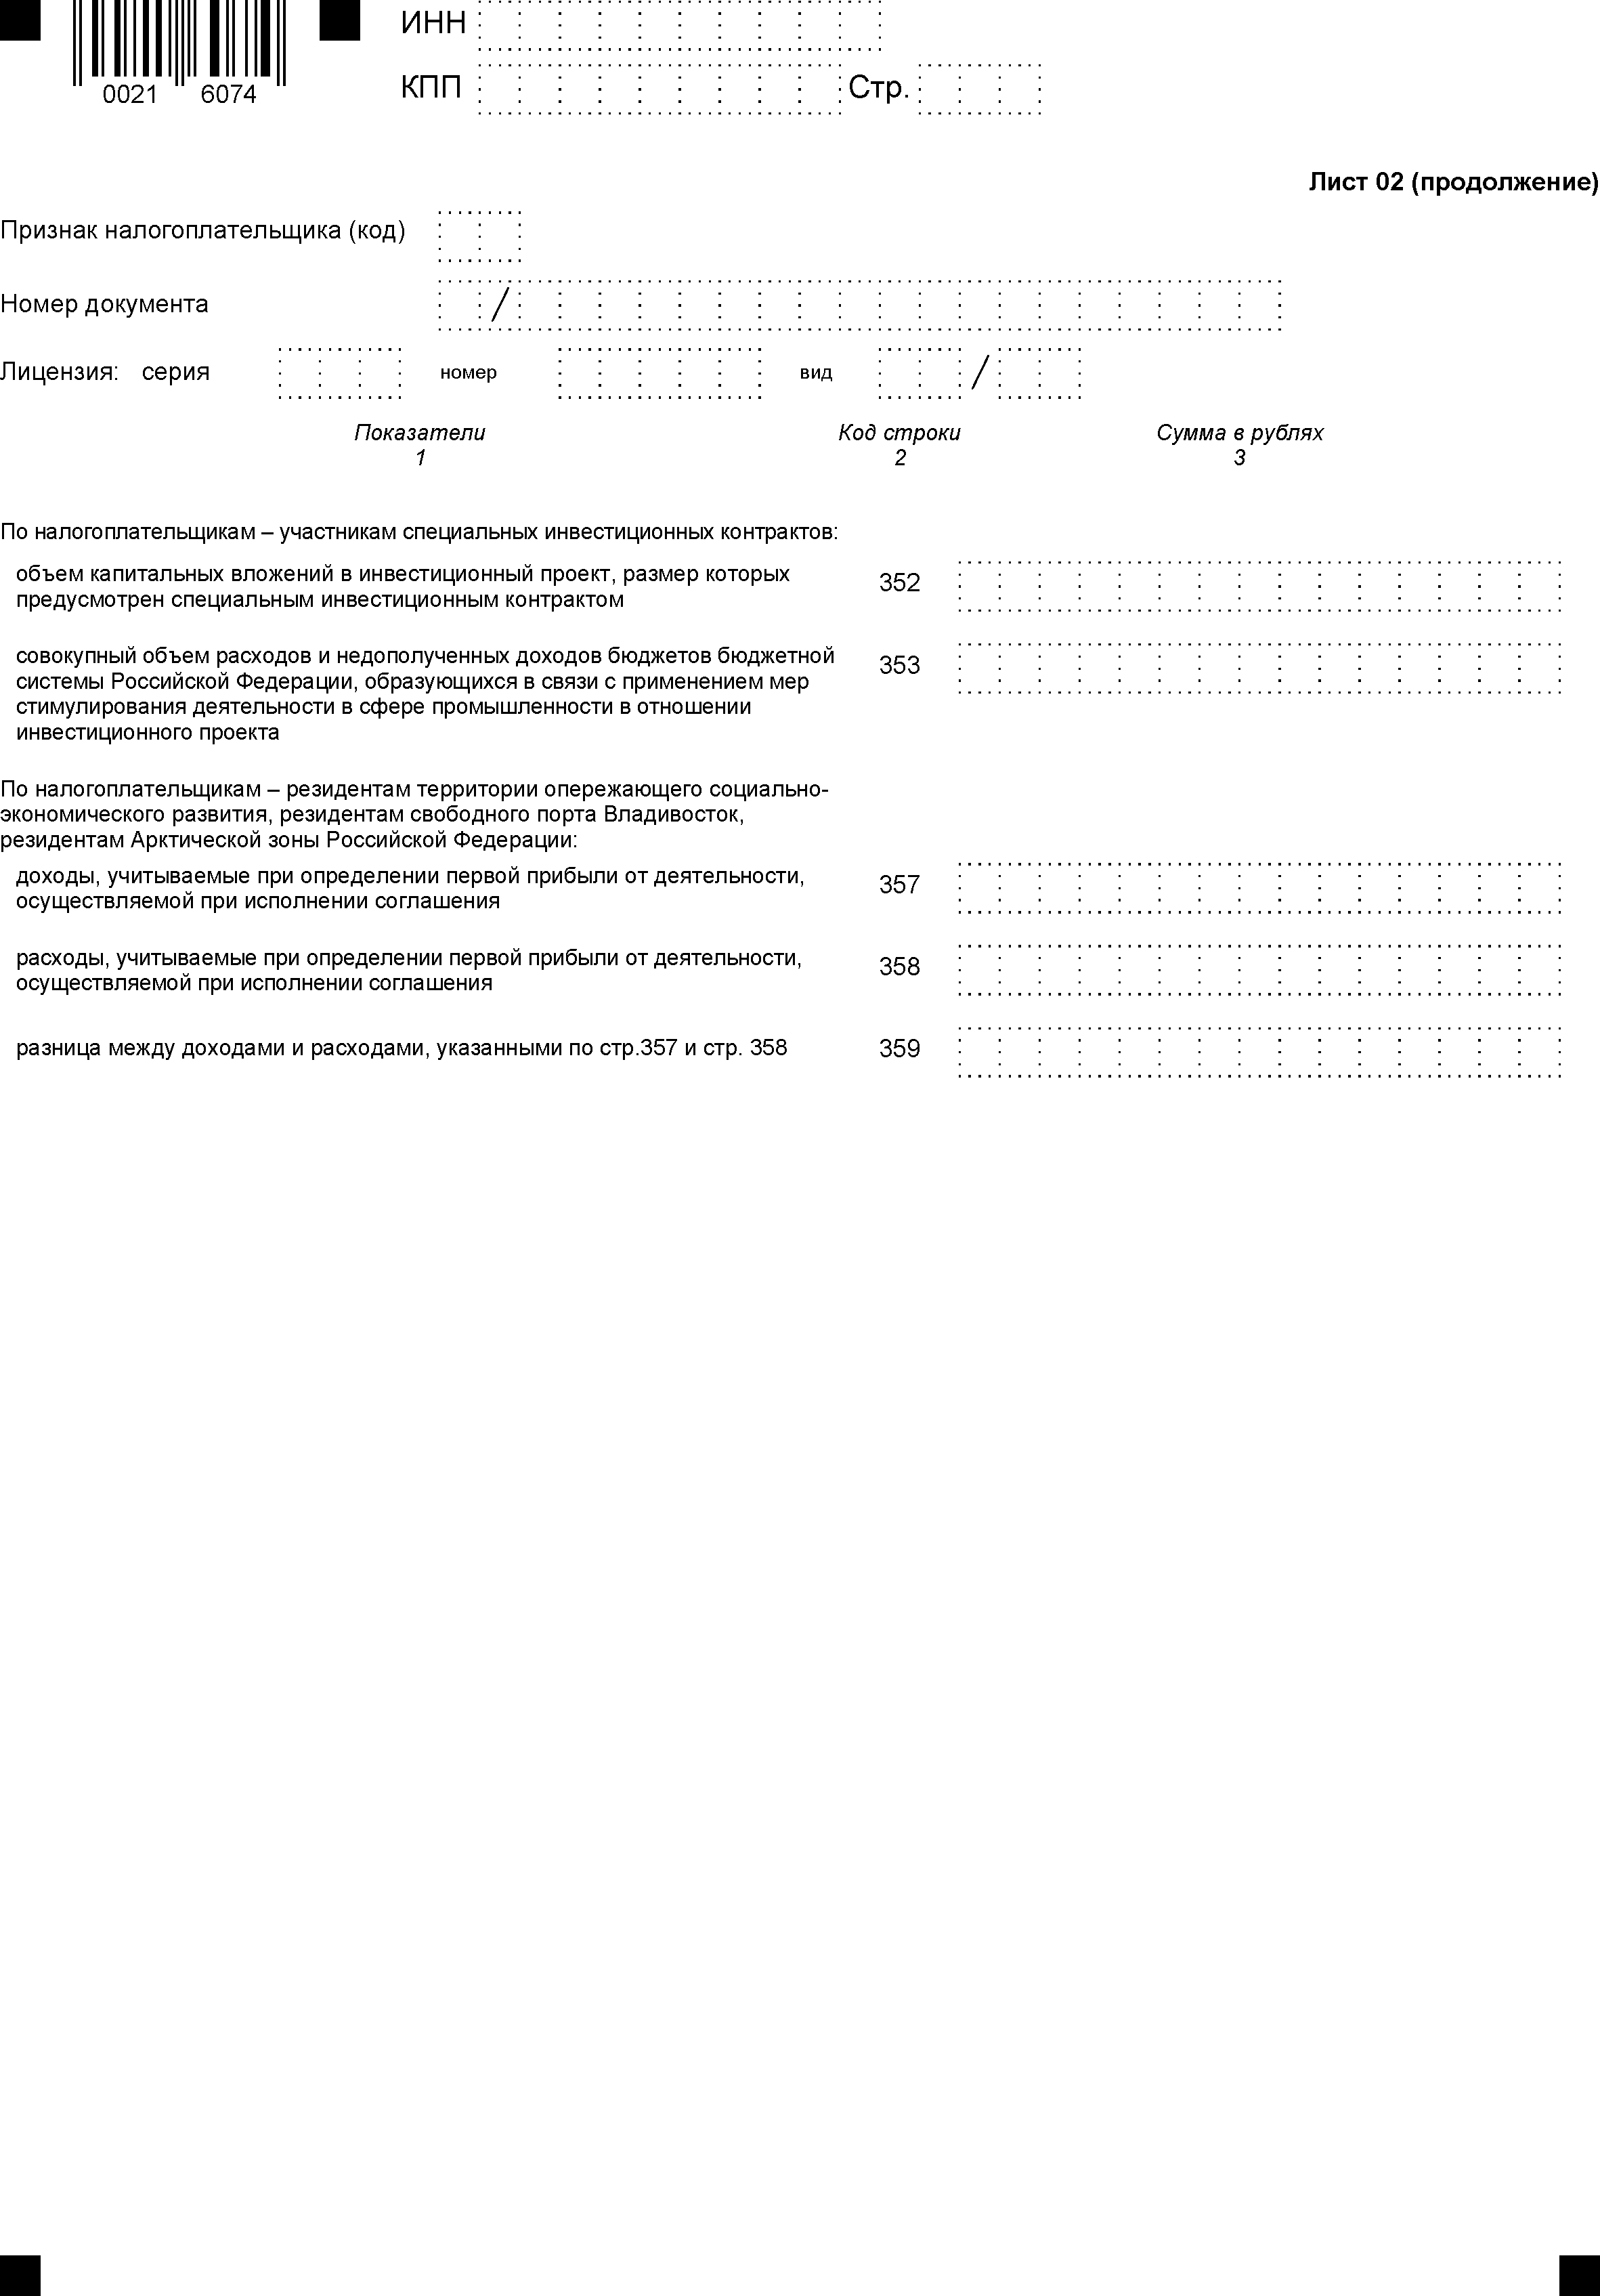 ИНН
0021 6074
КПП Стр.
Лист 02 (продолжение)
Признак налогоплательщика (код)
Номер документа /
Лицензия: серия номер вид /
Показатели Код строки Сумма в рублях
1 2 3
По налогоплательщикам – участникам специальных инвестиционных контрактов:
объем капитальных вложений в инвестиционный проект, размер которых 352
предусмотрен специальным инвестиционным контрактом
совокупный объем расходов и недополученных доходов бюджетов бюджетной 353
системы Российской Федерации, образующихся в связи с применением мер
стимулирования деятельности в сфере промышленности в отношении
инвестиционного проекта
По налогоплательщикам – резидентам территории опережающего социально-
экономического развития, резидентам свободного порта Владивосток,
резидентам Арктической зоны Российской Федерации:
доходы, учитываемые при определении первой прибыли от деятельности, 357
осуществляемой при исполнении соглашения
расходы, учитываемые при определении первой прибыли от деятельности, 358
осуществляемой при исполнении соглашения
разница между доходами и расходами, указанными по стр.357 и стр. 358 359